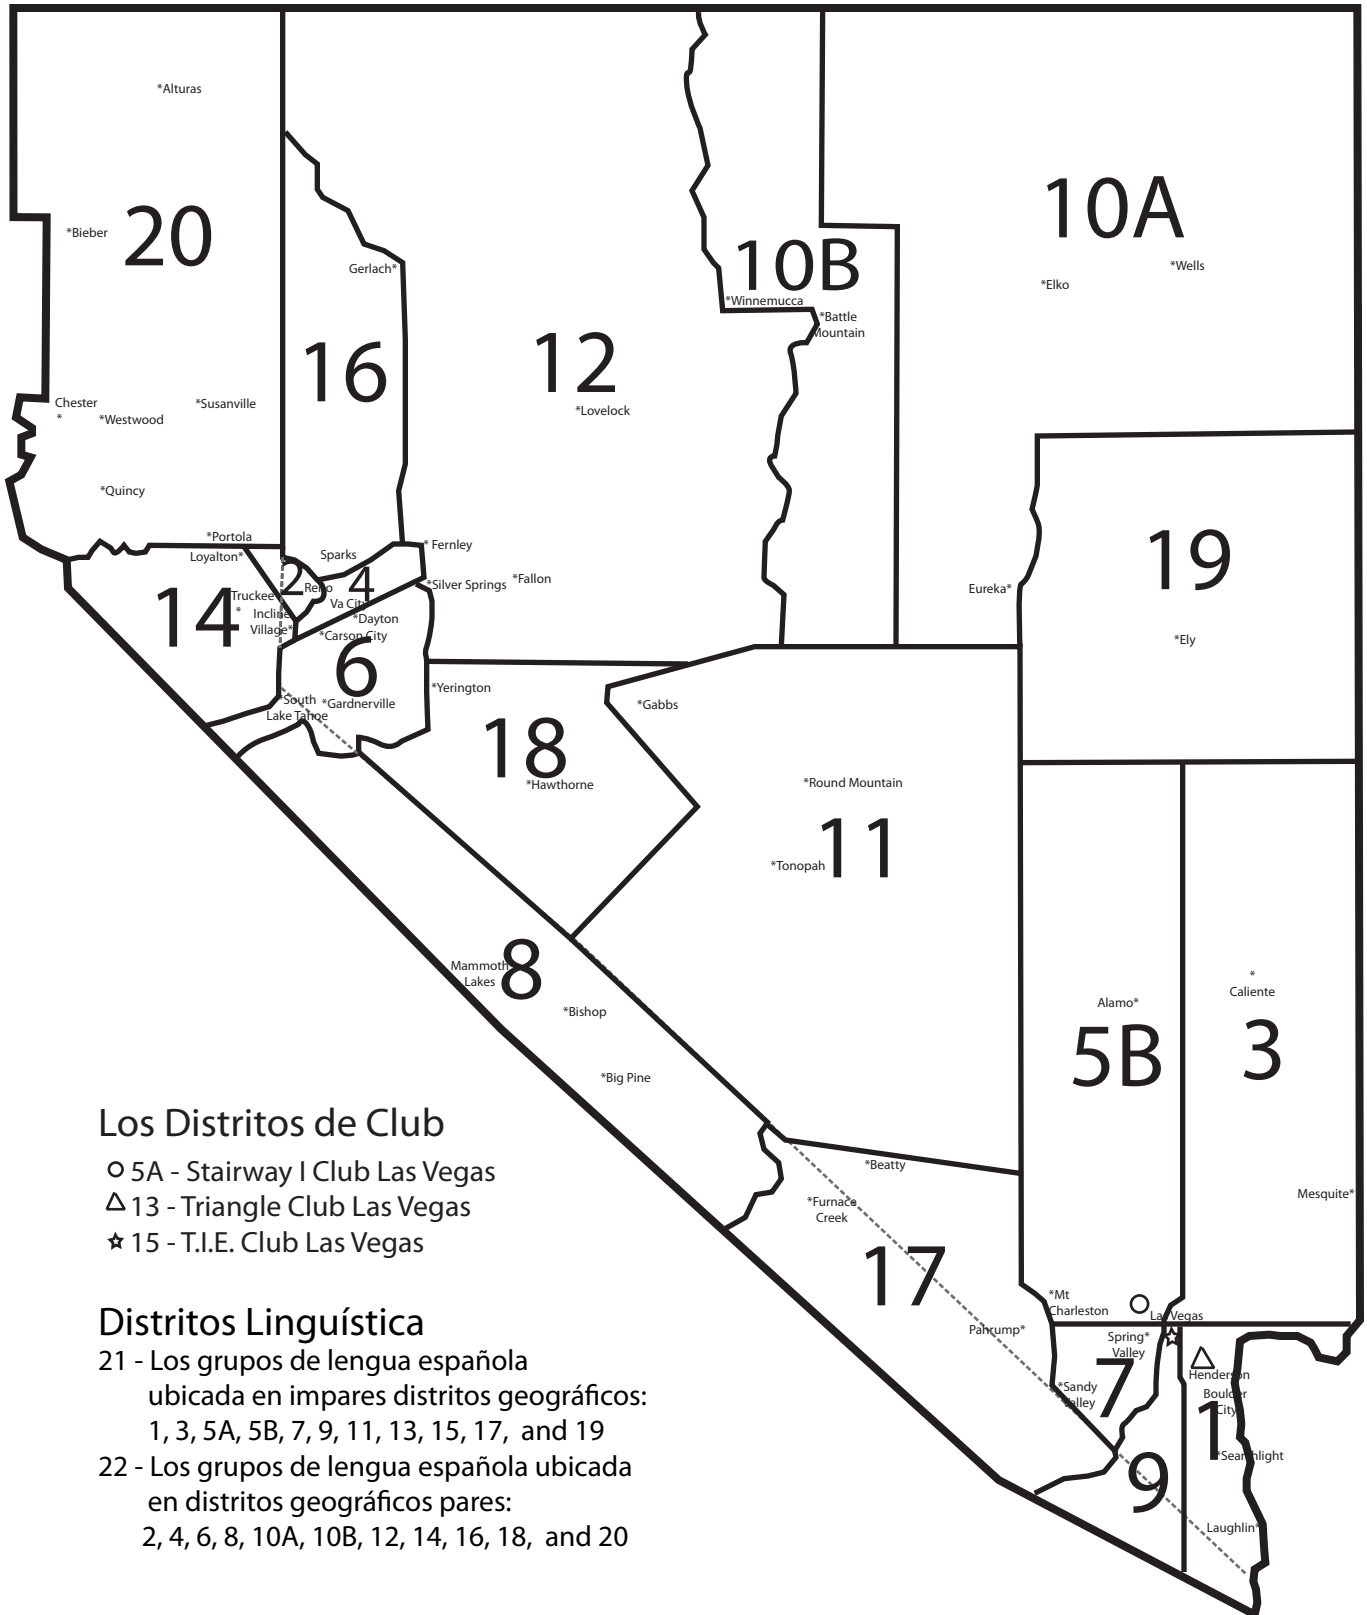 *Alturas
10A
20
*Bieber
10B
*Wells
Gerlach*
*Elko
*Winnemucca
*Battle
Mountain
16
12
Chester
*
*Westwood
*Susanville
*Lovelock
*Quincy
*Portola
Loyalton*
Sparks
* Fernley
19
2
Reno
4
*Silver Springs
*Fallon
Eureka*
14
Truckee
*
Incline
Village*
Va City
*Dayton
*Carson City
*Ely
6
*South
Lake Tahoe
*Gardnerville
*Yerington
*Gabbs
18
*Hawthorne
*Round Mountain
11
*Tonopah
8
Mammoth
Lakes
*Bishop
*
Caliente
Alamo*
5B
3
*Big Pine
Los Distritos de Club
5A - Stairway I Club Las Vegas
13 - Triangle Club Las Vegas
15 - T.I.E. Club Las Vegas
*Beatty
*Furnace
Creek
Mesquite*
17
*Mt
Charleston
Las Vegas
Pahrump*
Spring*
Valley
7
Henderson
*Sandy
Valley
Boulder
City
1
*Searchlight
9
Laughlin*
Distritos Linguística
21 - Los grupos de lengua española
ubicada en impares distritos geográficos:
1, 3, 5A, 5B, 7, 9, 11, 13, 15, 17, and 19
22 - Los grupos de lengua española ubicada
en distritos geográficos pares:
2, 4, 6, 8, 10A, 10B, 12, 14, 16, 18, and 20